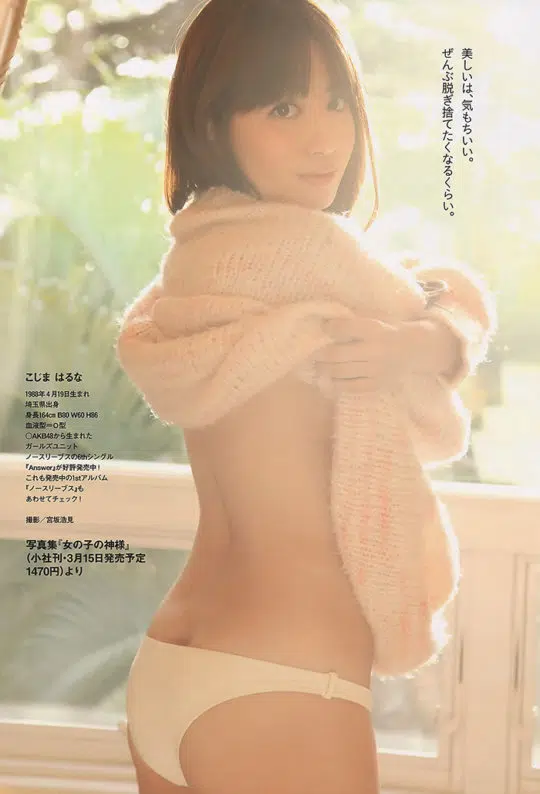 美しいは、気もちいい。
ぜんぶ脱ぎ捨てたくなるくらい。
こじま はるな
1988年4月19日生まれ
埼玉県出身
身長164㎝ B80 W60 H86
血液型＝O型
○AKB48から生まれた
ガールズユニット
ノースリーブスの6thシングル
『Answer』が好評発売中！
これも発売中の1stアルバム
『ノースリーブス』も
あわせてチェック！
撮影／宮坂浩見
写真集『女の子の神様』
（小社刊・3月15日発売予定
1470円）より